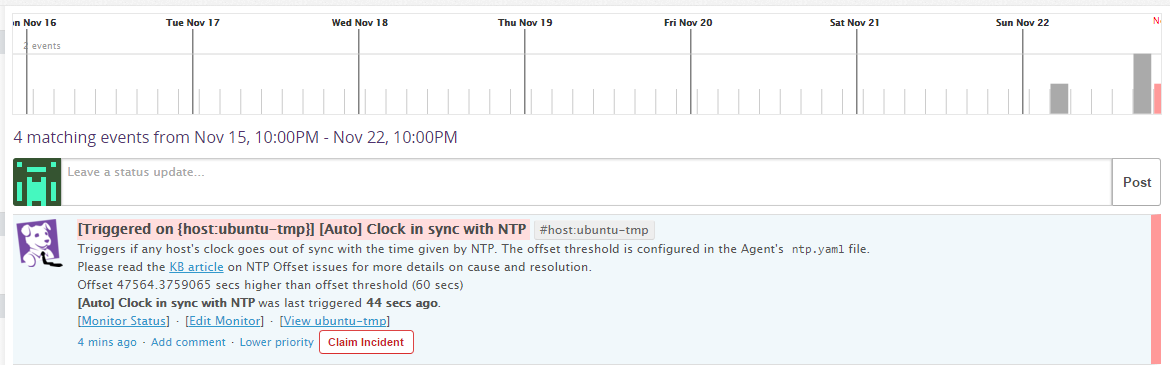 on Nov 16 Tue Nov 17 Wed Nov 18 Thu Nov 19 Fri Nov 20 Sat Nov 21 Sun Nov 22
2 events
4 matching events from Nov 15, 10:00PM - Nov 22, 10:00PM
Leave a status update...
Post
[Triggered on {host:ubuntu-tmp}] [Auto] Clock in sync with NTP #host:ubuntu-tmp
Triggers if any host's clock goes out of sync with the time given by NTP. The offset threshold is configured in the Agent's ntp.yaml file.
Please read the KB article on NTP Offset issues for more details on cause and resolution.
Offset 47564.3759065 secs higher than offset threshold (60 secs)
[Auto] Clock in sync with NTP was last triggered 44 secs ago.
[Monitor Status] · [Edit Monitor] · [View ubuntu-tmp]
4 mins ago · Add comment · Lower priority Claim Incident